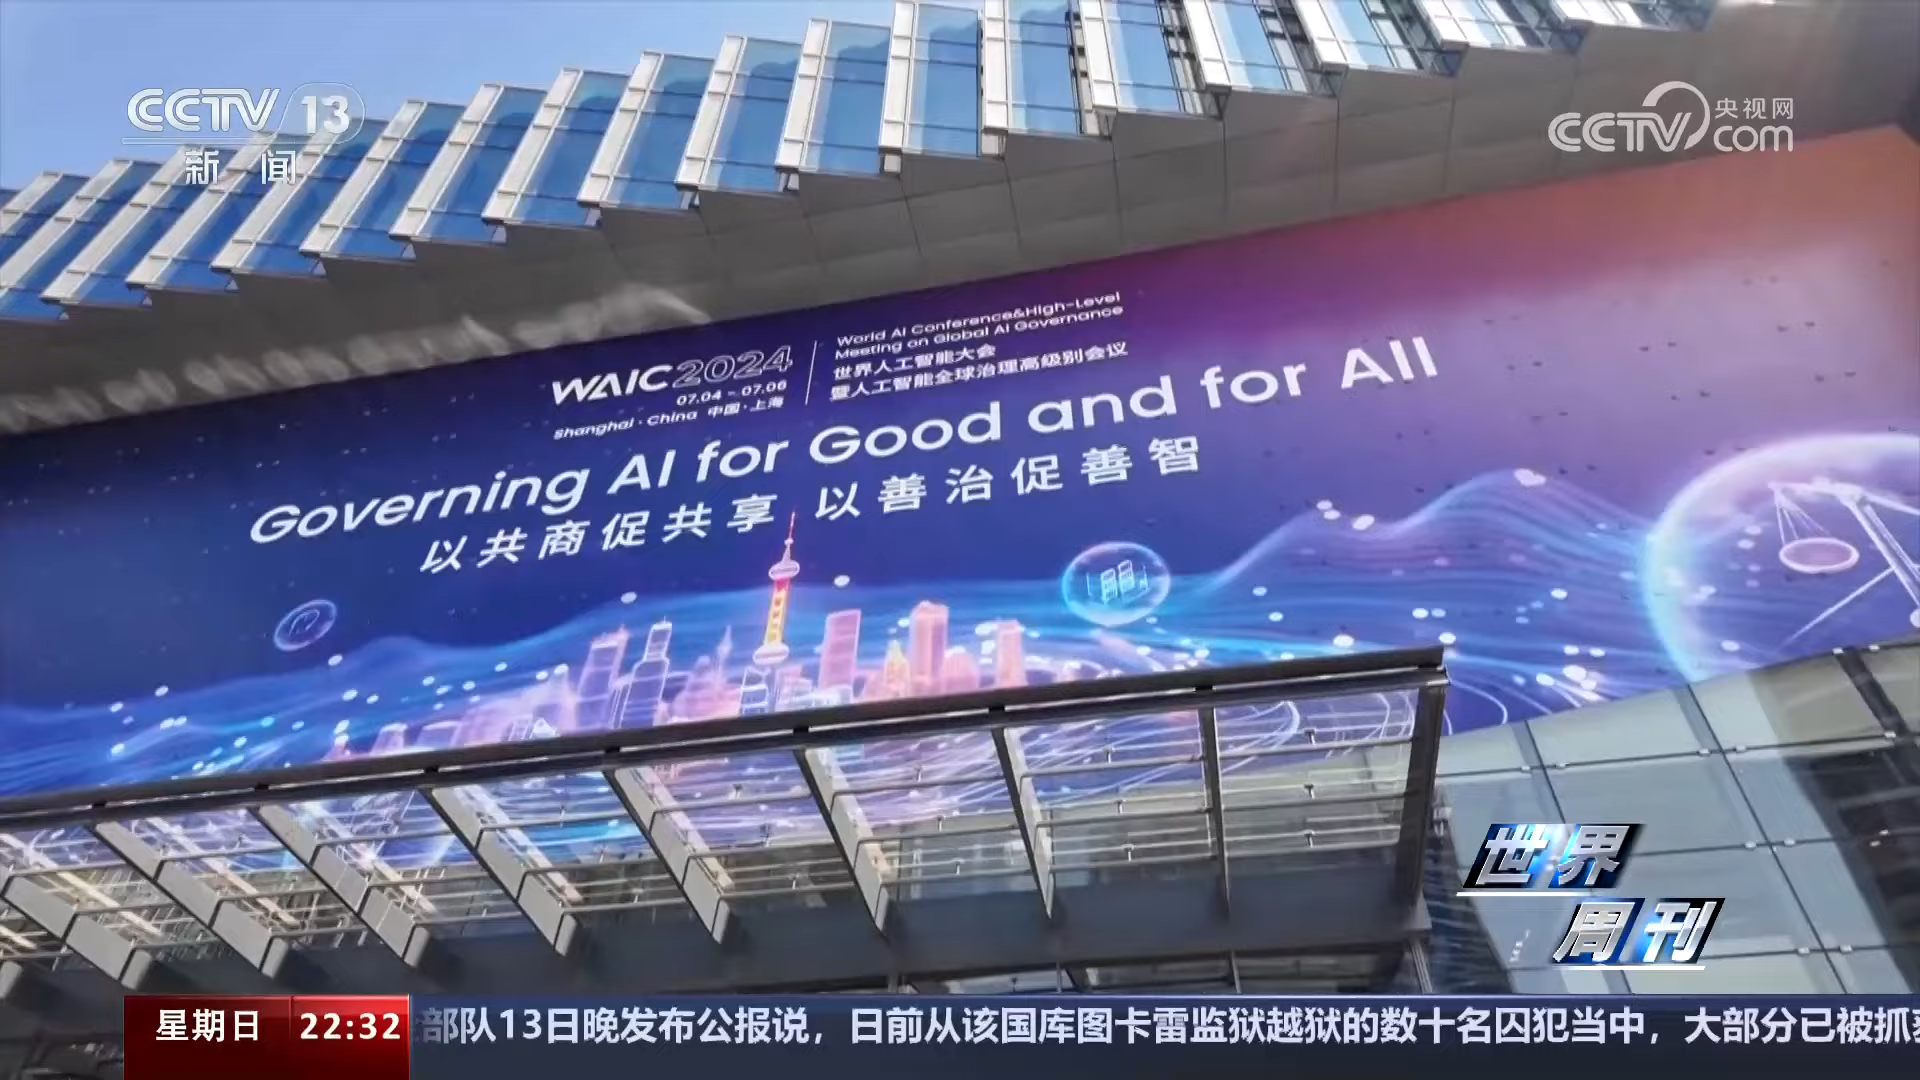 CCTV 13
新闻
CCTV 央视网
com
World AI Conference&High-Level
Meeting on Global AI Governance
WAIC2024
世界人工智能大会
07.04 - 07.06
暨人工智能全球治理高级别会议
Shanghai · China 中国·上海
Governing AI for Good and for All
以共商促共享 以善治促善智
世界
周刊
星期日 22:32 部队13日晚发布公报说，日前从该国库图卡雷监狱越狱的数十名囚犯当中，大部分已被抓